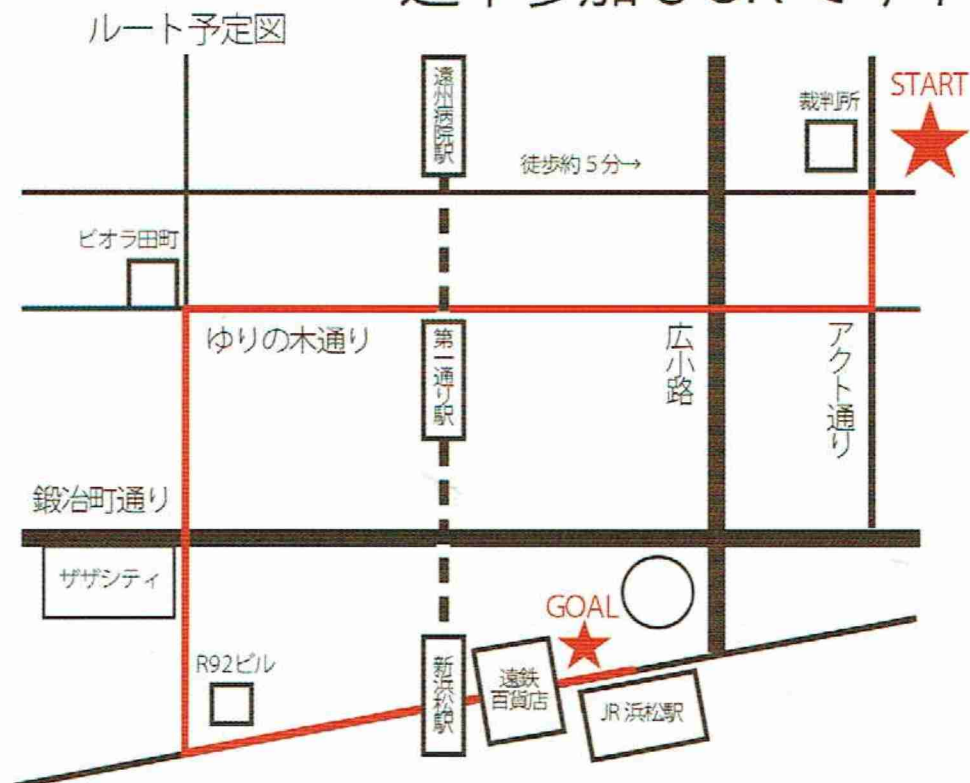 ルート予定図
START
裁判所
遠州病院駅
徒歩約5分→
ビオラ田町
ゆりの木通り
第一通り駅
広小路
アクト通り
鍛冶町通り
ザザシティ
GOAL
R92ビル
新浜松駅
遠鉄
百貨店
JR 浜松駅